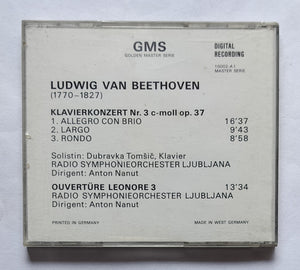 GMS
GOLDEN MASTER SERIE
DIGITAL
RECORDING
MASTER SERIE
LUDWIG VAN BEETHOVEN
(1770–1827)
KLAVIERKONZERT Nr. 3 c-moll op. 37
1. ALLEGRO CON BRIO 16'37
2. LARGO 9'43
3. RONDO 8'58
Solistin: Dubravka Tomšič, Klavier
RADIO SYMPHONIEORCHESTER LJUBLJANA
Dirigent: Anton Nanut
OUVERTÜRE LEONORE 3 13'34
RADIO SYMPHONIEORCHESTER LJUBLJANA
Dirigent: Anton Nanut
PRINTED IN GERMANY MADE IN WEST GERMANY